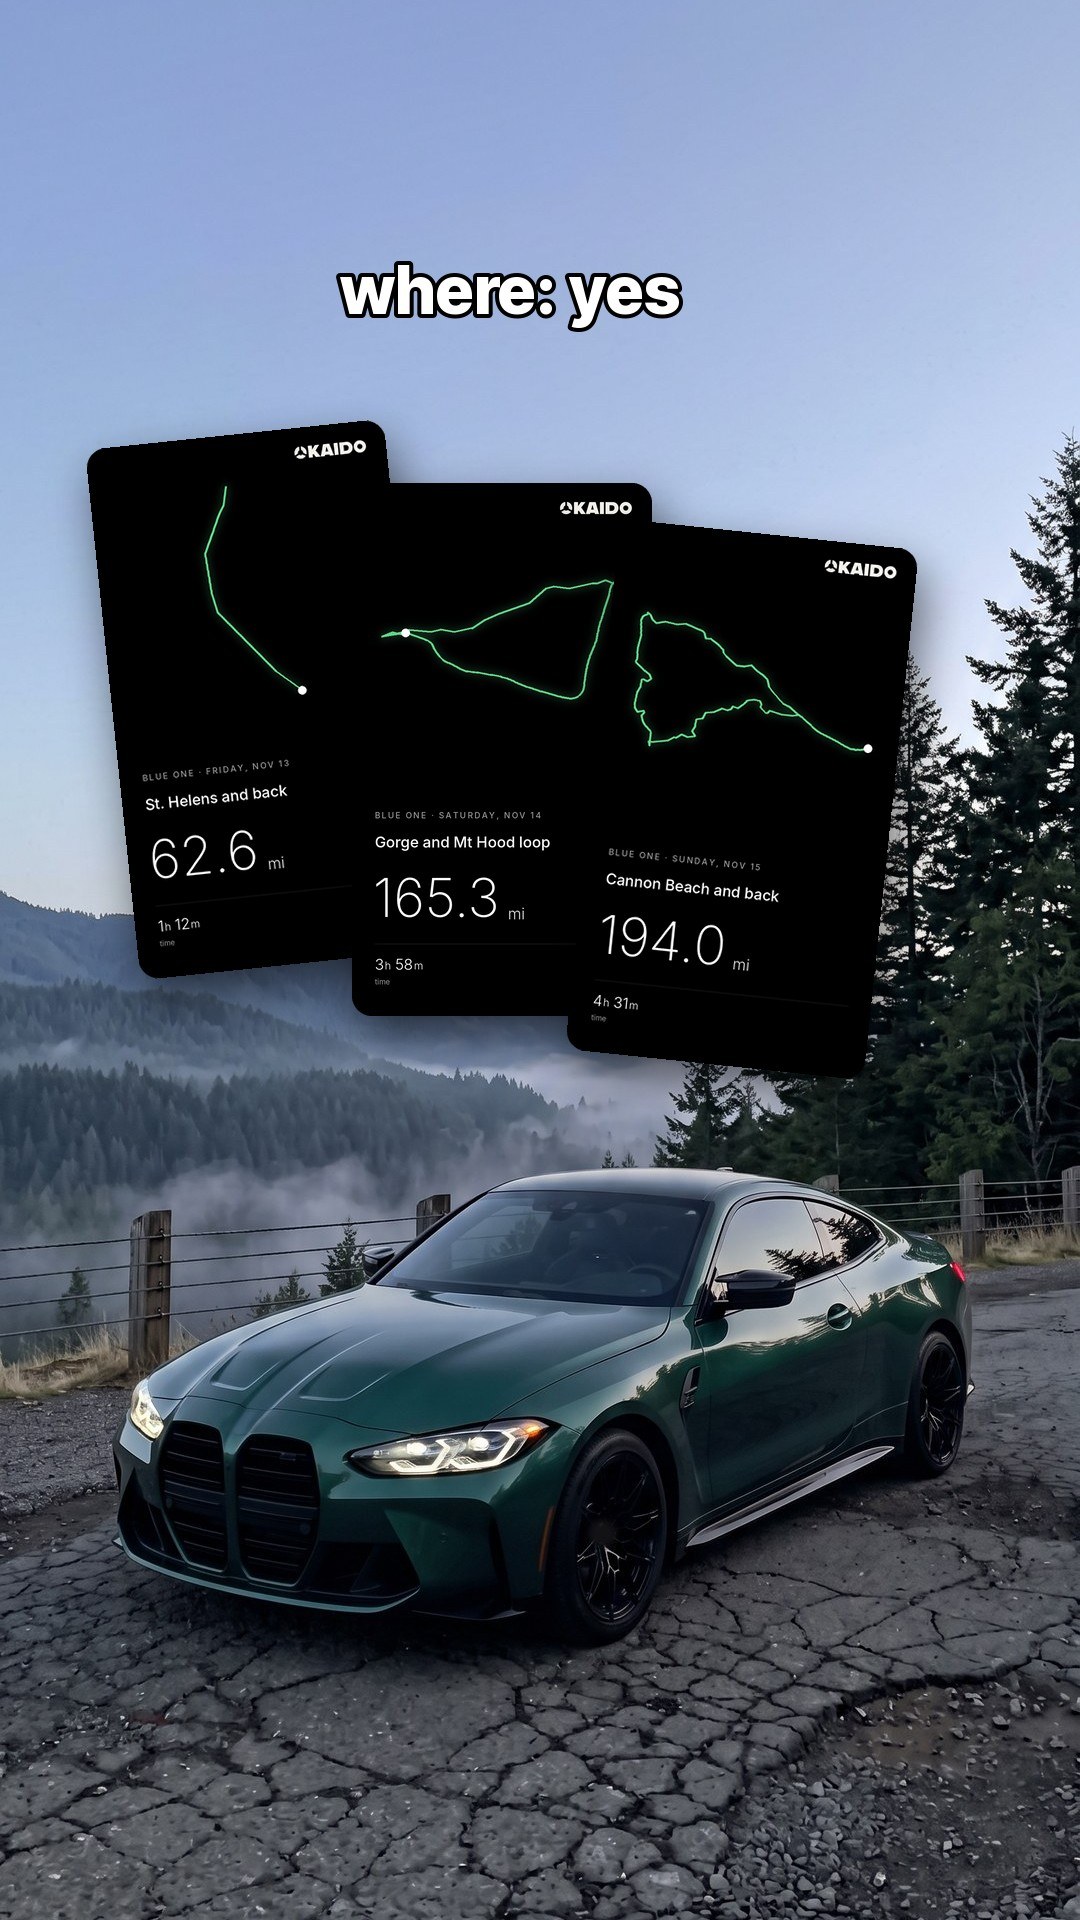 where: yes
KAIDO
BLUE ONE · FRIDAY, NOV 13
St. Helens and back
62.6 mi
1h 12m
time
KAIDO
BLUE ONE · SATURDAY, NOV 14
Gorge and Mt Hood loop
165.3 mi
3h 58m
time
KAIDO
BLUE ONE · SUNDAY, NOV 15
Cannon Beach and back
194.0 mi
4h 31m
time